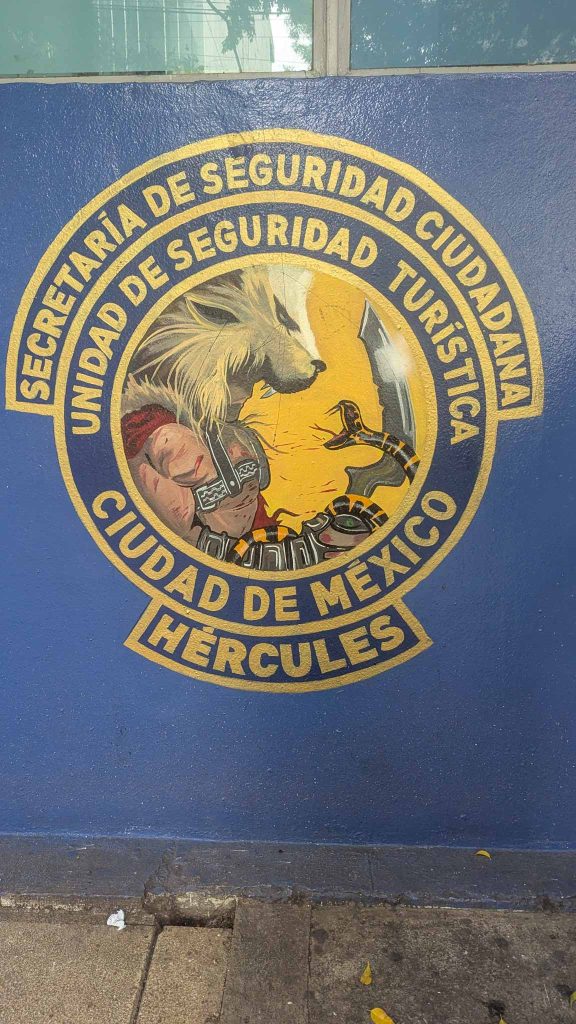 SECRETARÍA DE SEGURIDAD CIUDADANA
UNIDAD DE SEGURIDAD TURÍSTICA
CIUDAD DE MÉXICO
HÉRCULES